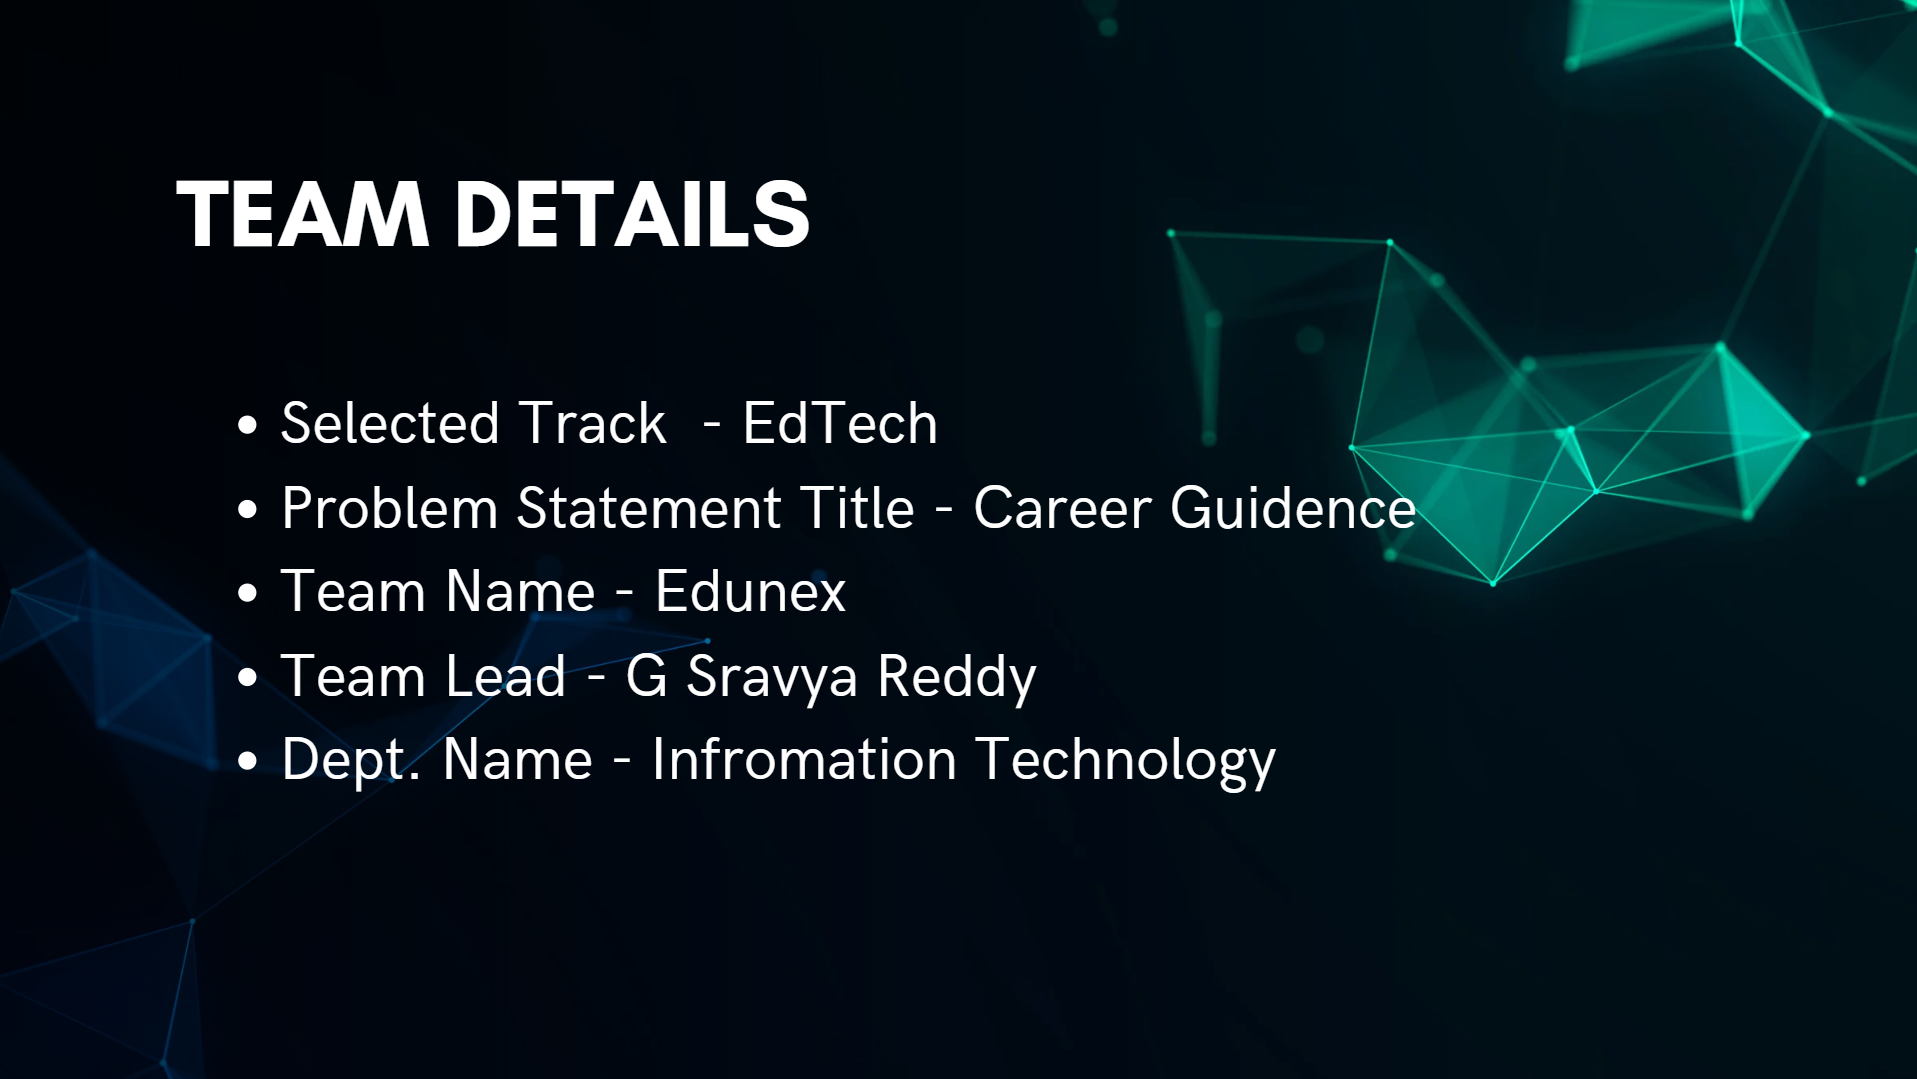 TEAM DETAILS
• Selected Track  - EdTech
• Problem Statement Title - Career Guidence
• Team Name - Edunex
• Team Lead - G Sravya Reddy
• Dept. Name - Infromation Technology